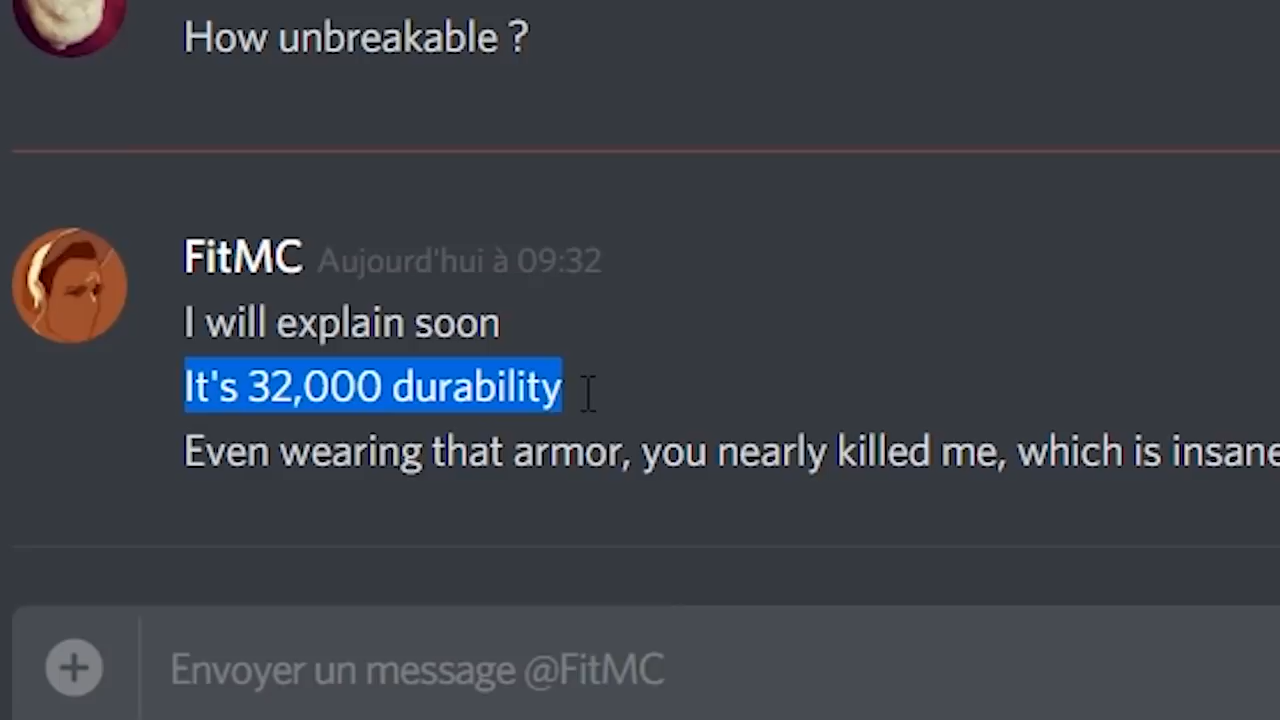 How unbreakable ?
FitMC Aujourd'hui à 09:32
I will explain soon
It's 32,000 durability
Even wearing that armor, you nearly killed me, which is insane
Envoyer un message @FitMC